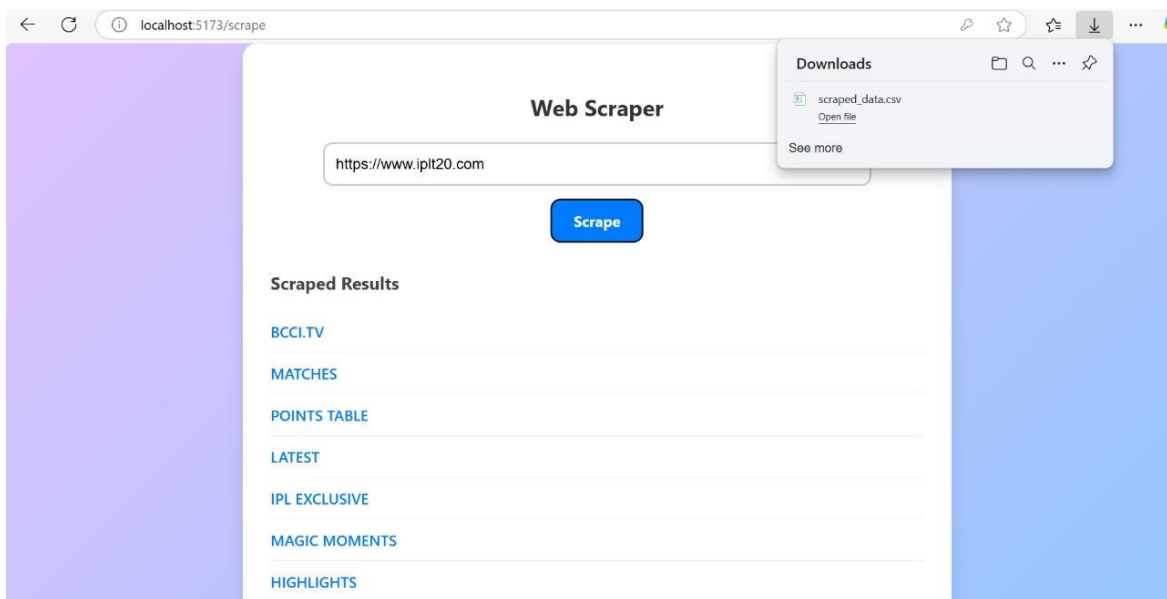 localhost:5173/scrape
Downloads
scraped_data.csv
Open file
See more
Web Scraper
https://www.iplt20.com
Scrape
Scraped Results
BCCI.TV
MATCHES
POINTS TABLE
LATEST
IPL EXCLUSIVE
MAGIC MOMENTS
HIGHLIGHTS